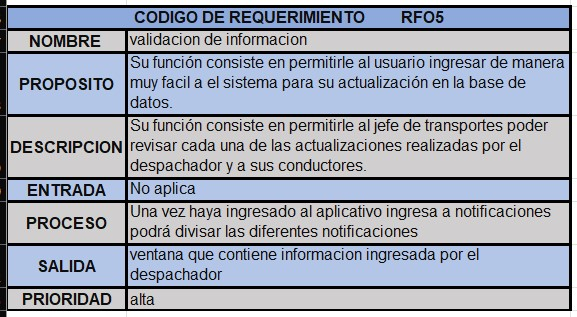 CODIGO DE REQUERIMIENTO RFO5
NOMBRE validacion de informacion
PROPOSITO Su función consiste en permitirle al usuario ingresar de manera
muy facil a el sistema para su actualización en la base de
datos.
DESCRIPCION Su función consiste en permitirle al jefe de transportes poder
revisar cada una de las actualizaciones realizadas por el
despachador y a sus conductores.
ENTRADA No aplica
PROCESO Una vez haya ingresado al aplicativo ingresa a notificaciones
podrá divisar las diferentes notificaciones
SALIDA ventana que contiene informacion ingresada por el
despachador
PRIORIDAD alta